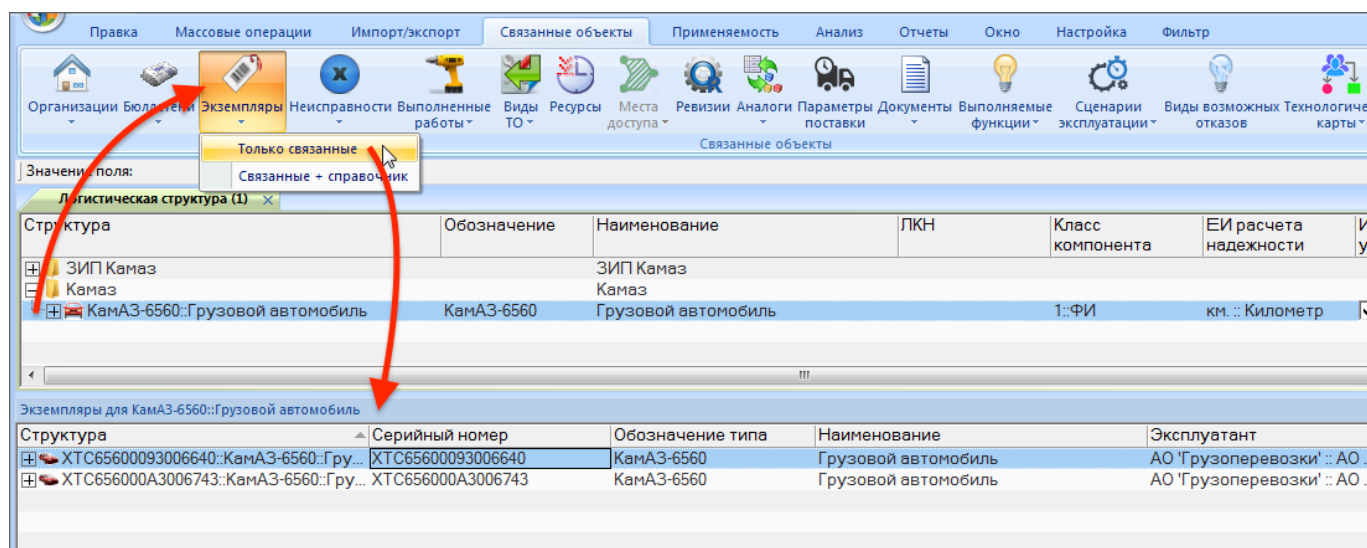 Правка Массовые операции Импорт/экспорт Связанные объекты Применяемость Анализ Отчеты Окно Настройка Фильтр
Организации Бюллетени Экземпляры Неисправности Выполненные Виды Ресурсы Места Ревизии Аналоги Параметры Документы Выполняемые Сценарии Виды возможных Технологиче
работы ТО доступа поставки функции эксплуатации отказов карты
Связанные объекты
Только связанные
Связанные + справочник
Значение поля:
Логистическая структура (1)
Структура Обозначение Наименование ЛКН Класс ЕИ расчета И
компонента надежности у
ЗИП Камаз ЗИП Камаз
Камаз Камаз
КамАЗ-6560::Грузовой автомобиль КамАЗ-6560 Грузовой автомобиль 1::ФИ км. :: Километр
Экземпляры для КамАЗ-6560::Грузовой автомобиль
Структура Серийный номер Обозначение типа Наименование Эксплуатант
XTC65600093006640::КамАЗ-6560::Гру... XTC65600093006640 КамАЗ-6560 Грузовой автомобиль АО 'Грузоперевозки' :: АО .
XTC656000A3006743::КамАЗ-6560::Гру... XTC656000A3006743 КамАЗ-6560 Грузовой автомобиль АО 'Грузоперевозки' :: АО .